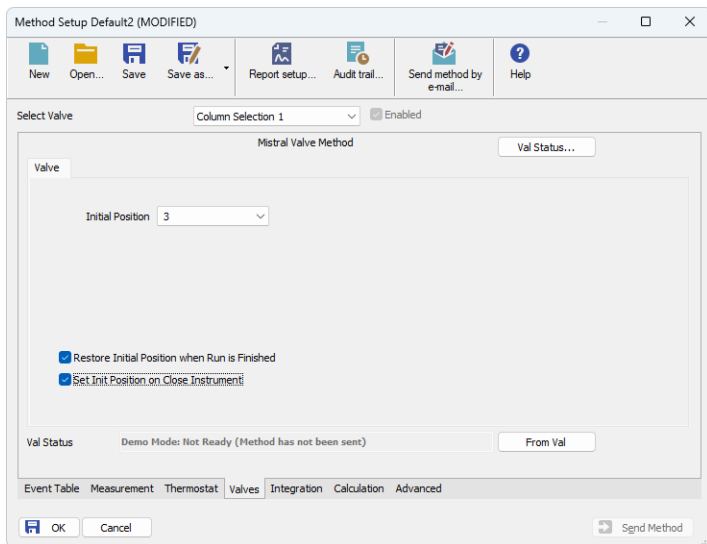 Method Setup Default2 (MODIFIED)
New Open... Save Save as... Report setup... Audit trail... Send method by e-mail... Help
Select Valve Column Selection 1 Enabled
Mistral Valve Method Val Status...
Valve
Initial Position 3
Restore Initial Position when Run is Finished
Set Init Position on Close Instrument
Val Status Demo Mode: Not Ready (Method has not been sent) From Val
Event Table Measurement Thermostat Valves Integration Calculation Advanced
OK Cancel Send Method